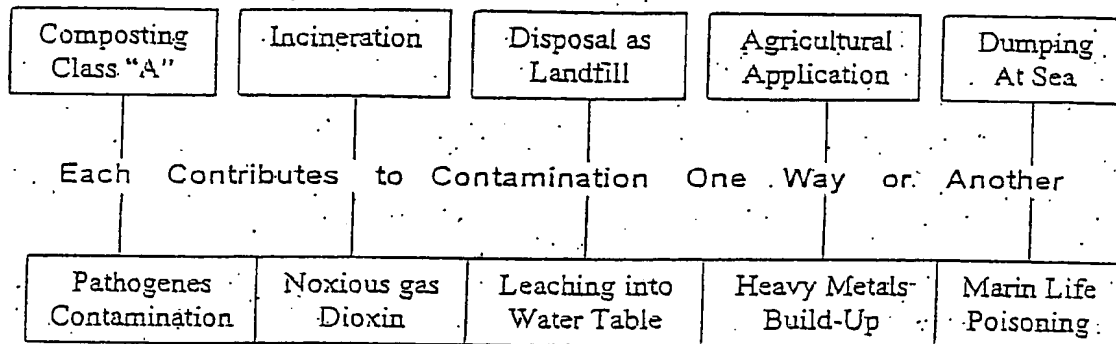 Composting
Class "A"
Incineration
Disposal as
Landfill
Agricultural
Application
Dumping
At Sea
Each Contributes to Contamination One Way or Another
Pathogenes
Contamination
Noxious gas
Dioxin
Leaching into
Water Table
Heavy Metals-
Build-Up
Marin Life
Poisoning